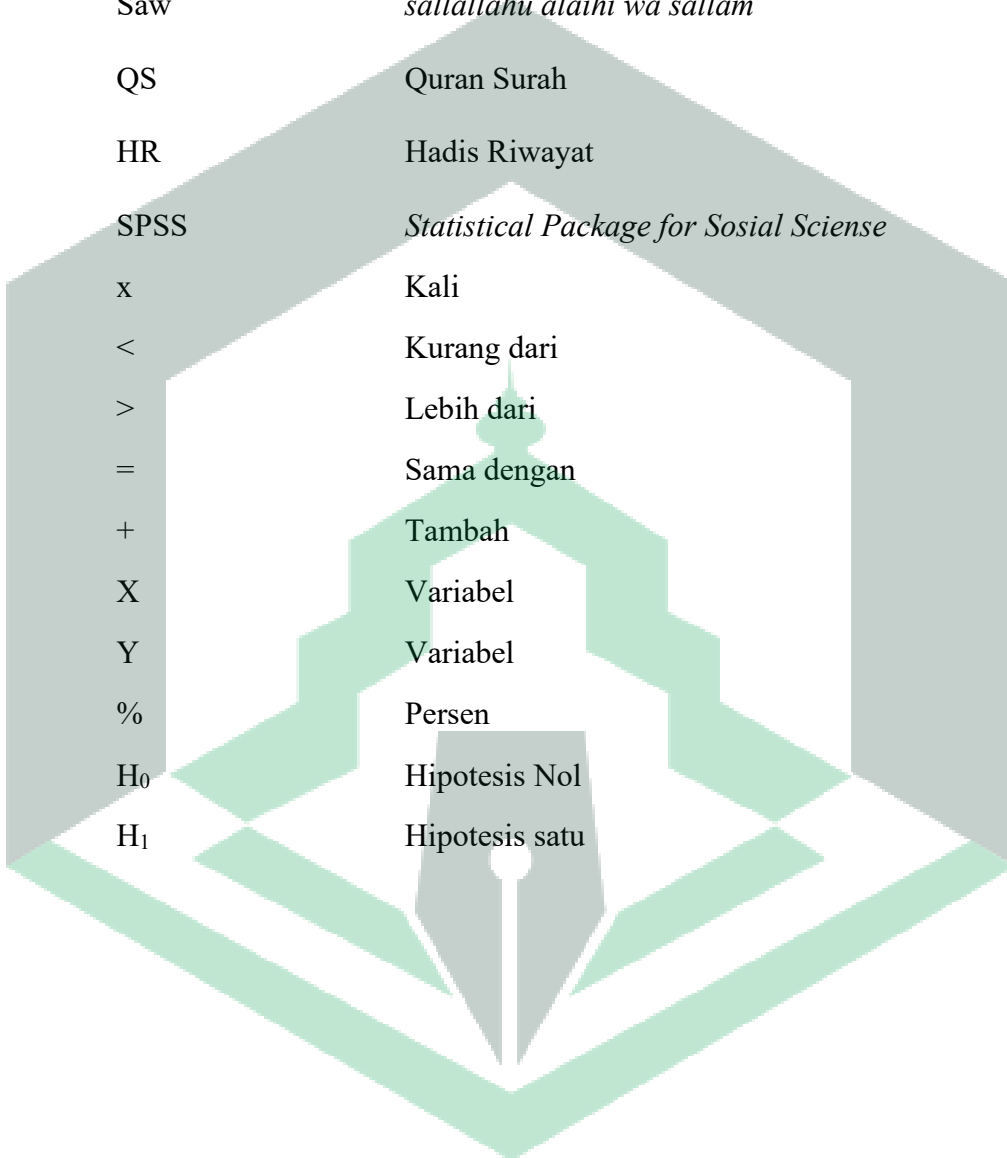 Saw sallallahu alaihi wa sallam
QS Quran Surah
HR Hadis Riwayat
SPSS Statistical Package for Sosial Sciense
x Kali
< Kurang dari
> Lebih dari
= Sama dengan
+ Tambah
X Variabel
Y Variabel
% Persen
H₀ Hipotesis Nol
H₁ Hipotesis satu